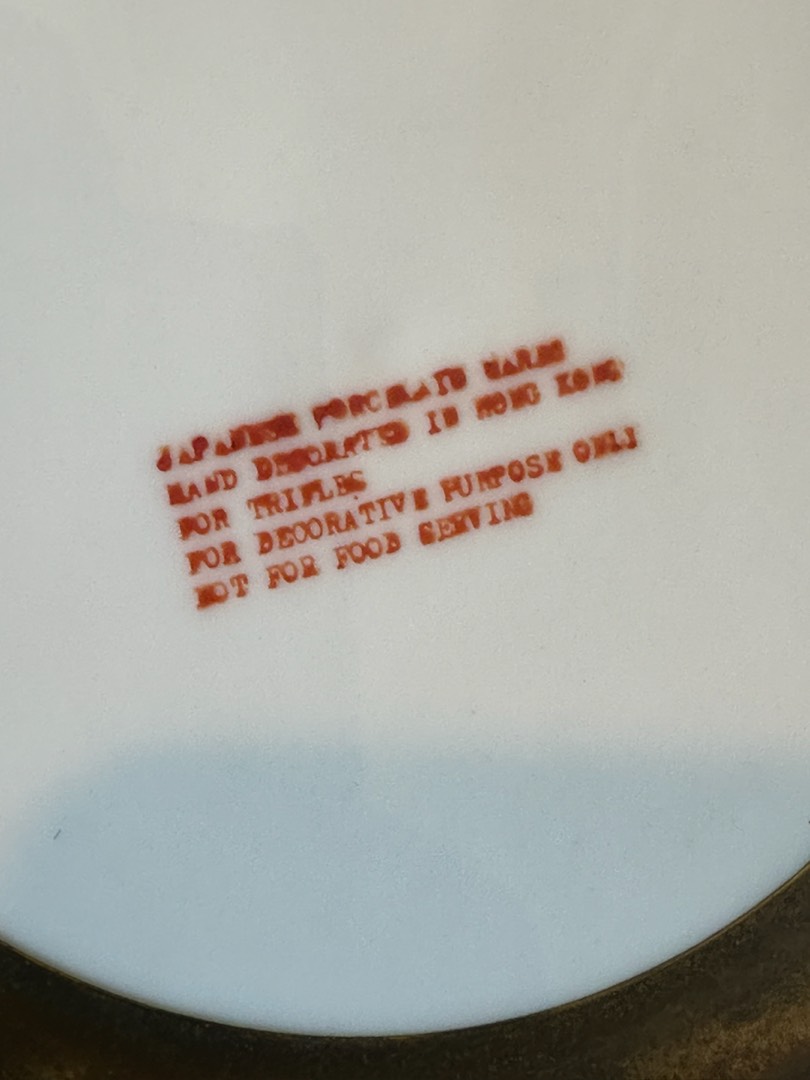 JAPANESE PORCELAIN WARES
HAND DECORATED IN HONG KONG
FOR TRIFLES
FOR DECORATIVE PURPOSE ONLY
NOT FOR FOOD SERVING